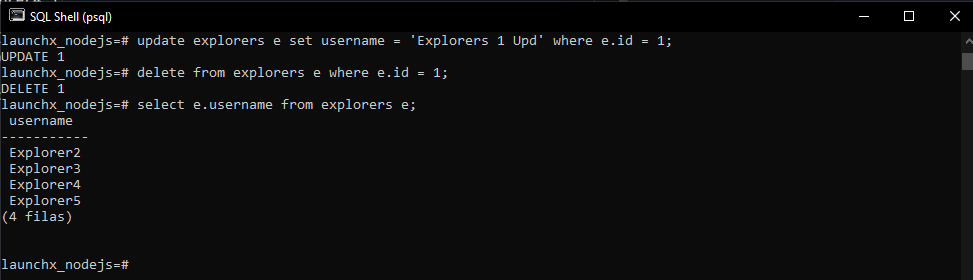 SQL Shell (psql)
launchx_nodejs=# update explorers e set username = 'Explorers 1 Upd' where e.id = 1;
UPDATE 1
launchx_nodejs=# delete from explorers e where e.id = 1;
DELETE 1
launchx_nodejs=# select e.username from explorers e;
 username
-----------
 Explorer2
 Explorer3
 Explorer4
 Explorer5
(4 filas)
launchx_nodejs=#